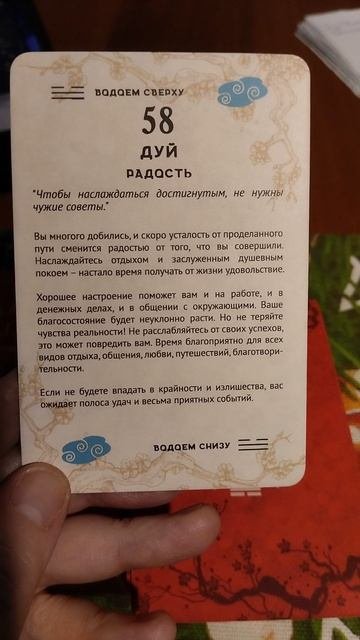 ВОДОЕМ СВЕРХУ
58
ДУЙ
РАДОСТЬ
"Чтобы наслаждаться достигнутым, не нужны
чужие советы."
Вы многого добились, и скоро усталость от проделанного
пути сменится радостью от того, что вы совершили.
Наслаждайтесь отдыхом и заслуженным душевным
покоем – настало время получать от жизни удовольствие.
Хорошее настроение поможет вам и на работе, и в
денежных делах, и в общении с окружающими. Ваше
благосостояние будет неуклонно расти. Но не теряйте
чувства реальности! Не расслабляйтесь от своих успехов,
это может повредить вам. Время благоприятно для всех
видов отдыха, общения, любви, путешествий, благотвори-
тельности.
Если не будете впадать в крайности и излишества, вас
ожидает полоса удач и весьма приятных событий.
ВОДОЕМ СНИЗУ